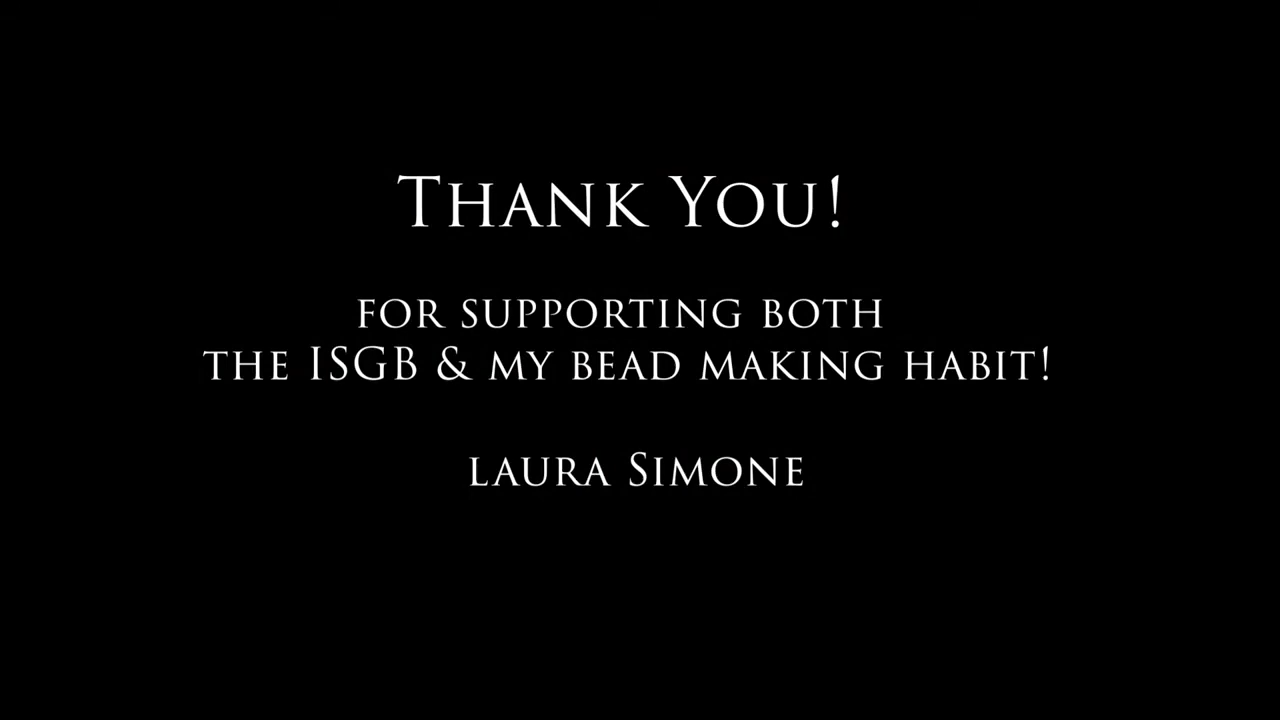 Thank You!
for supporting both
the ISGB & my bead making habit!
laura Simone